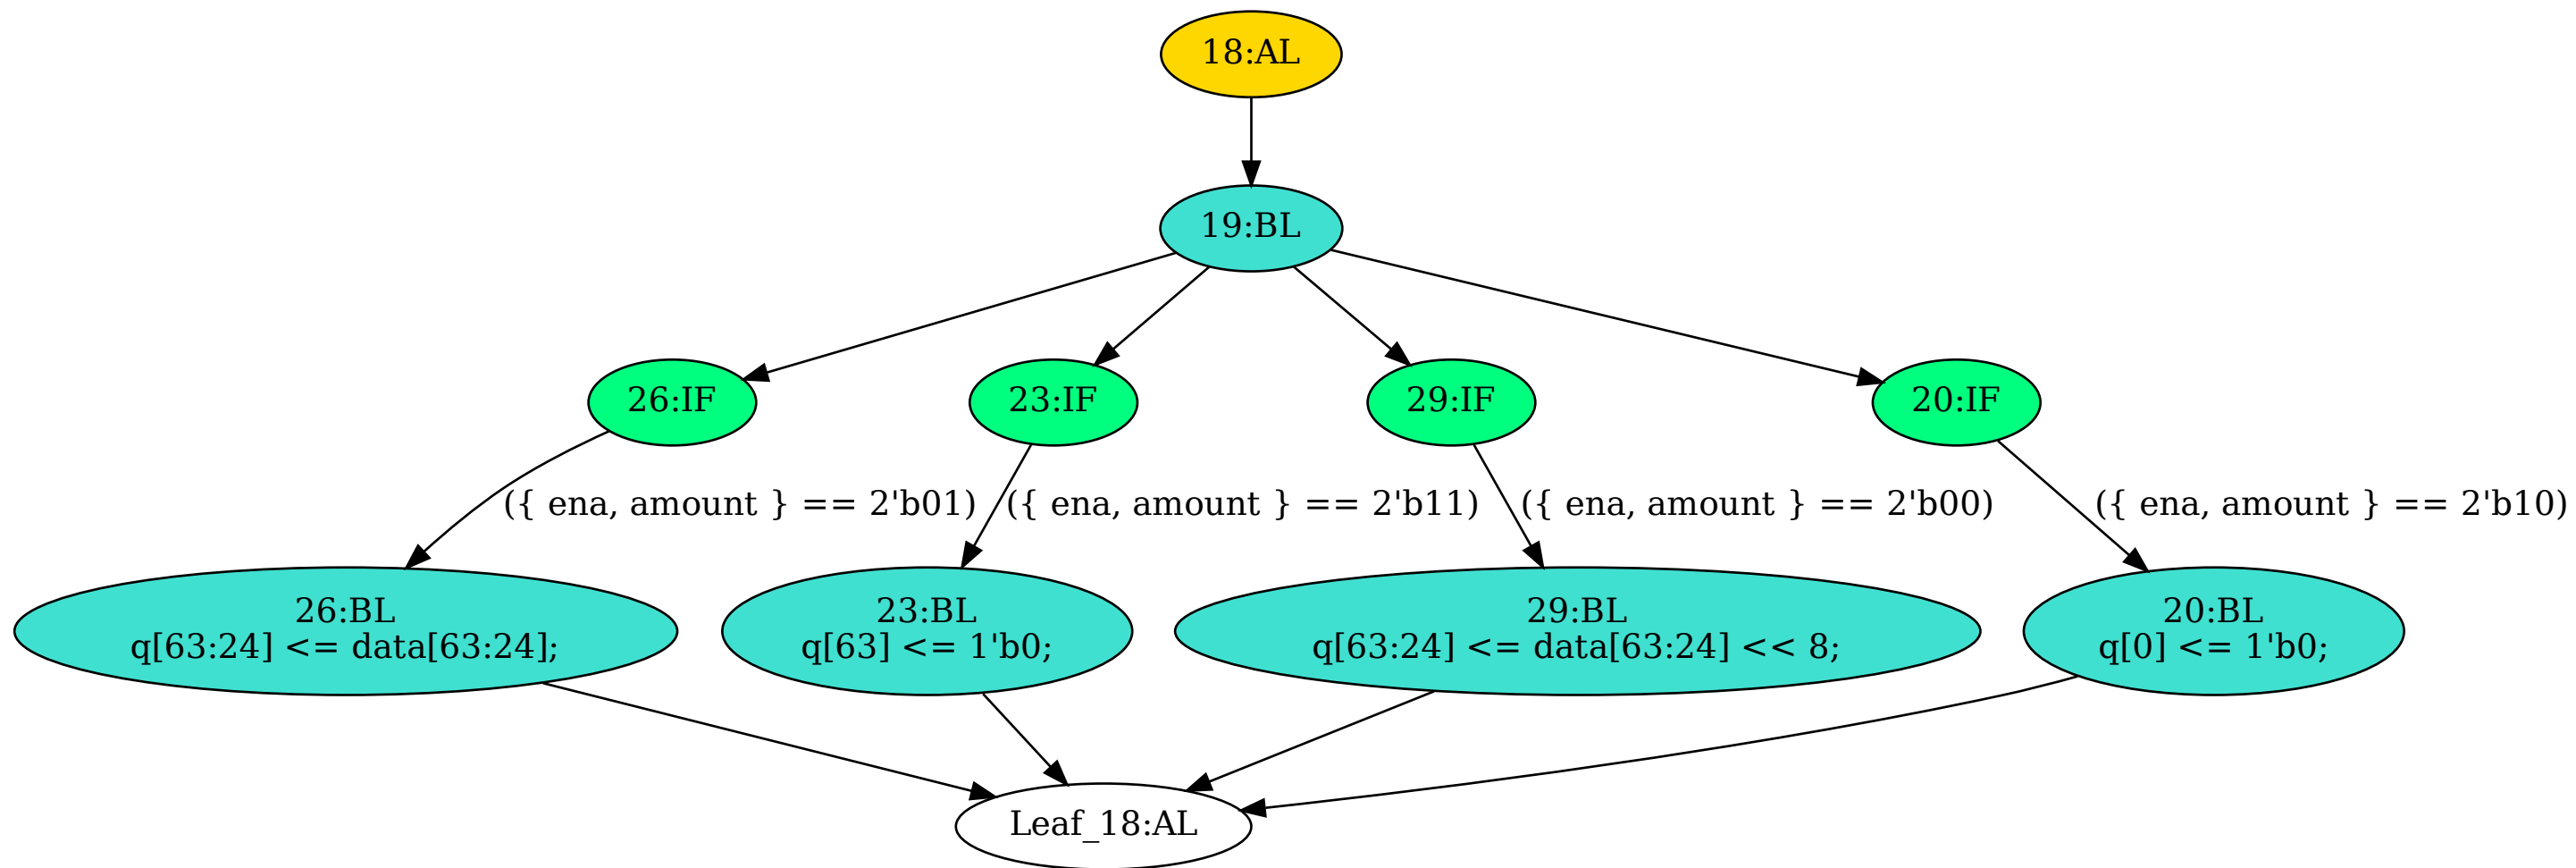 18:AL
19:BL
26:IF
23:IF
29:IF
20:IF
({ ena, amount } == 2'b01)
({ ena, amount } == 2'b11)
({ ena, amount } == 2'b00)
({ ena, amount } == 2'b10)
26:BL
q[63:24] <= data[63:24];
23:BL
q[63] <= 1'b0;
29:BL
q[63:24] <= data[63:24] << 8;
20:BL
q[0] <= 1'b0;
Leaf_18:AL